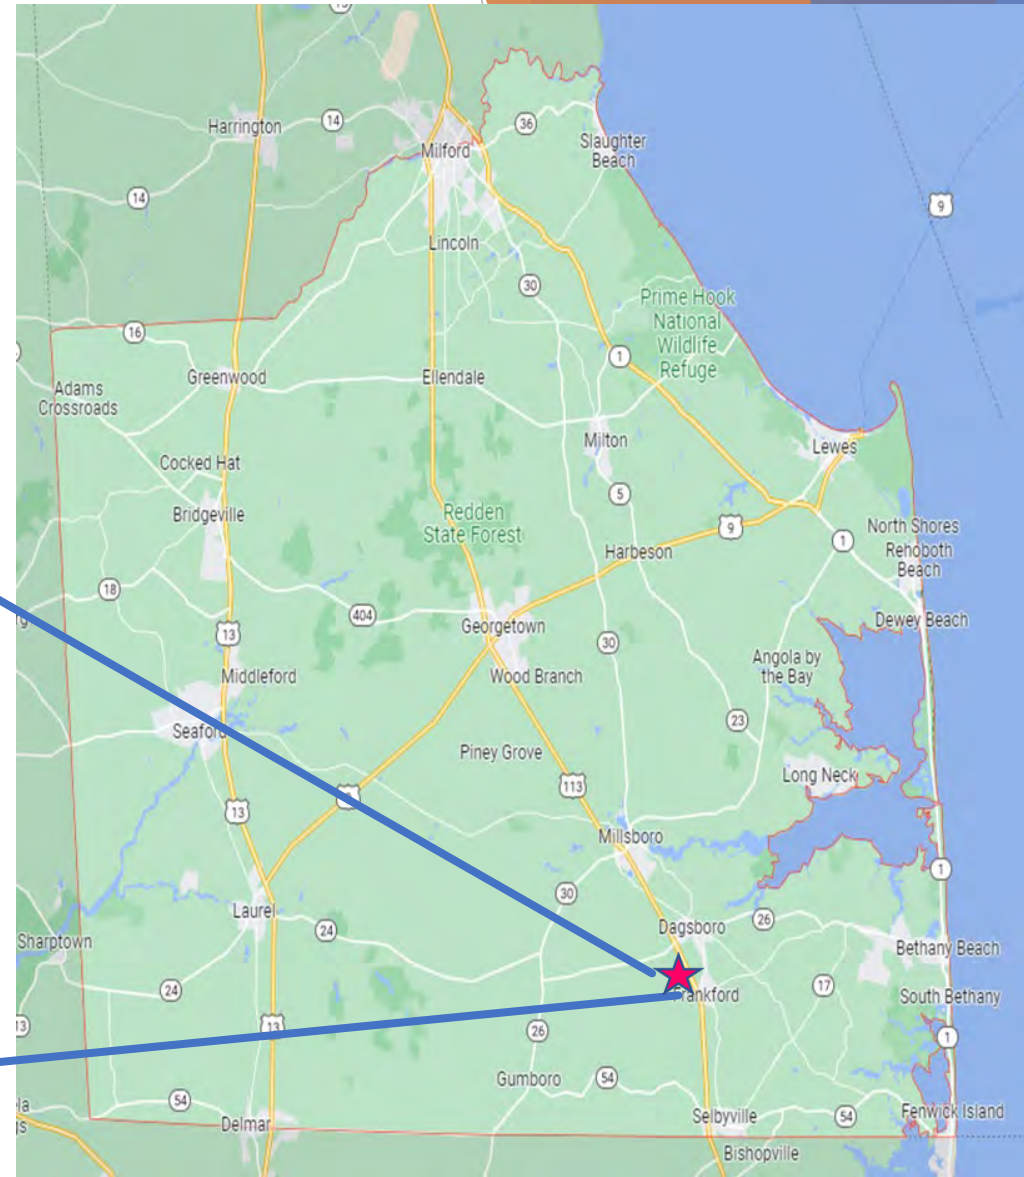 Harrington
14
36
Slaughter
Beach
Milford
14
9
Lincoln
30
Prime Hook
National
Wildlife
Refuge
16
1
Greenwood
Ellendale
Adams
Crossroads
Milton
Lewes
Cocked Hat
5
Bridgeville
Redden
State Forest
9
North Shores
1
Harbeson
Rehoboth
Beach
18
404
Georgetown
Dewey Beach
13
30
Middleford
Wood Branch
Angola by
the Bay
23
Seaford
Piney Grove
Long Neck
113
13
Millsboro
1
30
Laurel
24
Dagsboro
26
Sharptown
Bethany Beach
24
Frankford
17
South Bethany
13
13
26
1
Gumboro
54
54
Delmar
Selbyville
54
Fenwick Island
Bishopville